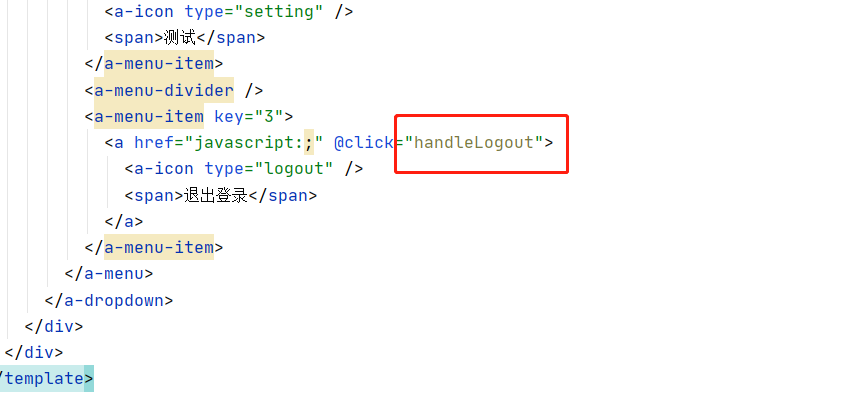 <a-icon type="setting" />
<span>测试</span>
</a-menu-item>
<a-menu-divider />
<a-menu-item key="3">
<a href="javascript:;" @click="handleLogout">
<a-icon type="logout" />
<span>退出登录</span>
</a>
</a-menu-item>
</a-menu>
</a-dropdown>
</div>
</div>
/template>